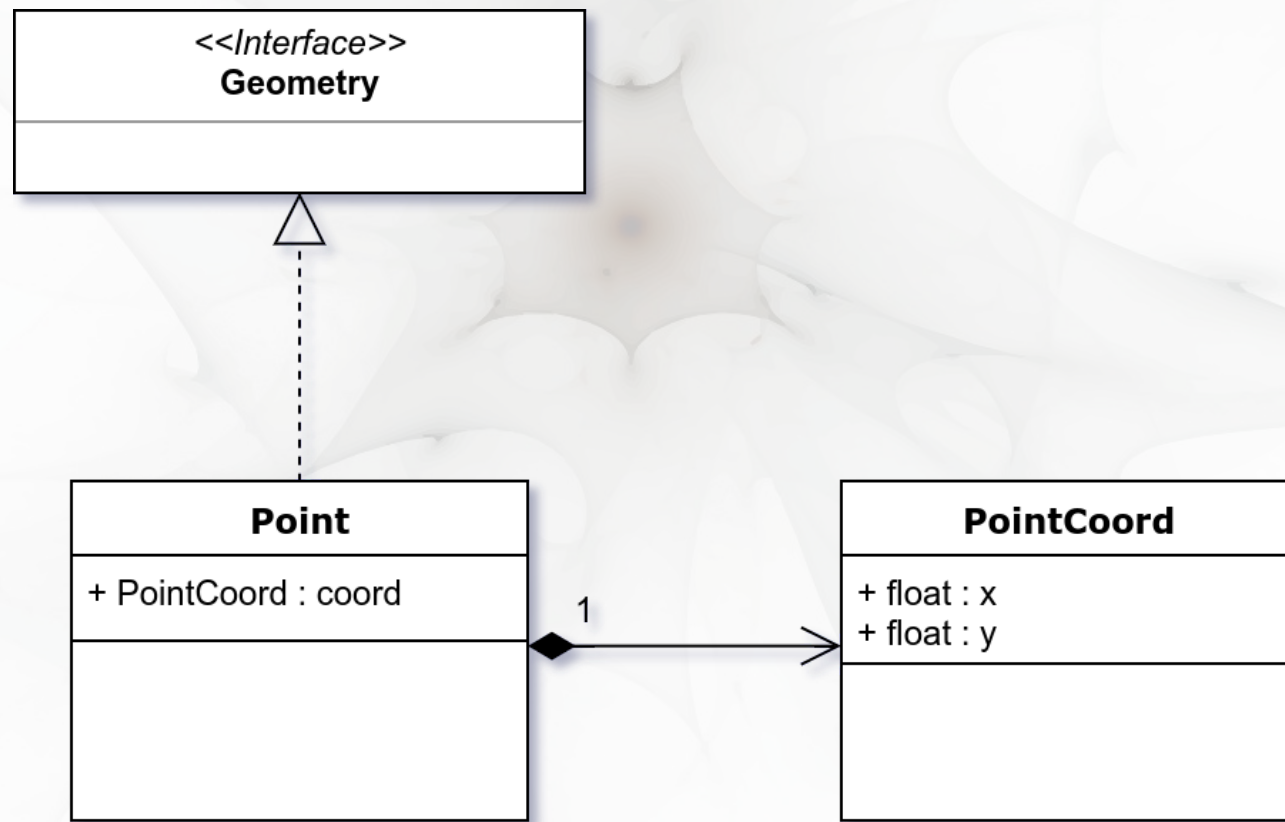 <<Interface>>
Geometry
Point
+ PointCoord : coord
1
PointCoord
+ float : x
+ float : y